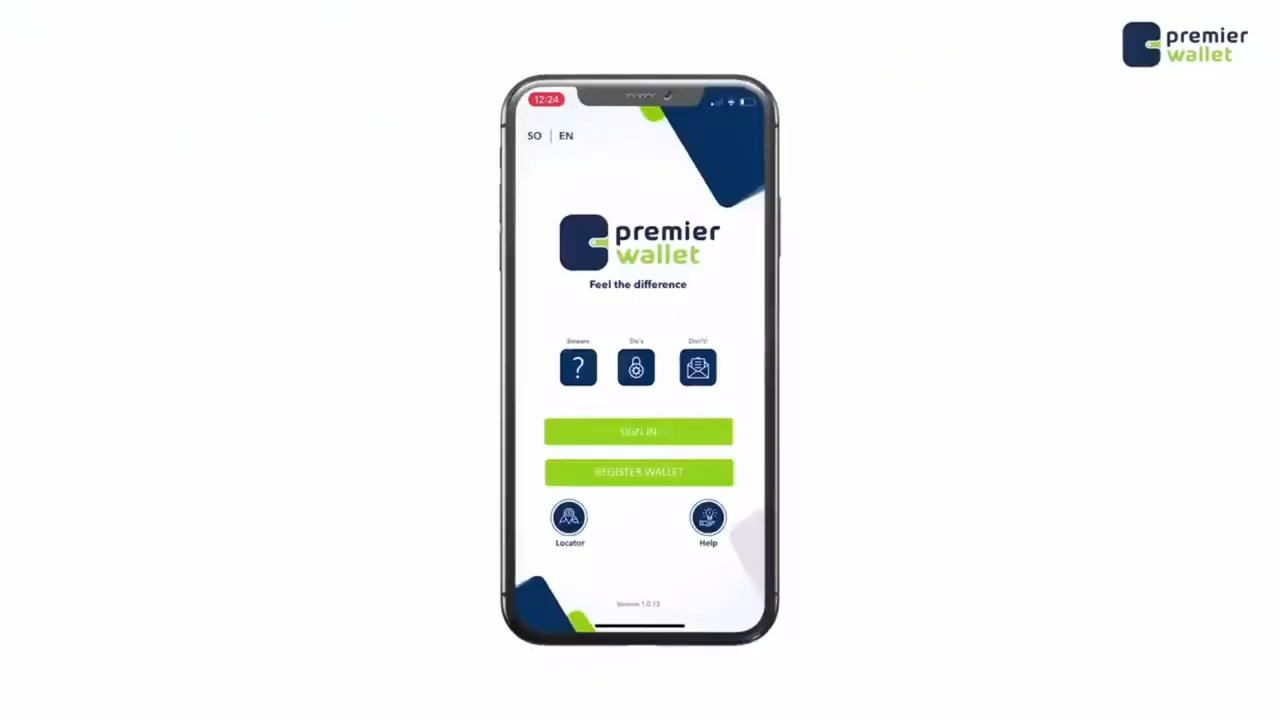 premier
wallet
12:24
SO | EN
premier
wallet
Feel the difference
Beware
Do's
Don't!
SIGN IN
REGISTER WALLET
Locator
Help
Version 1.0.13